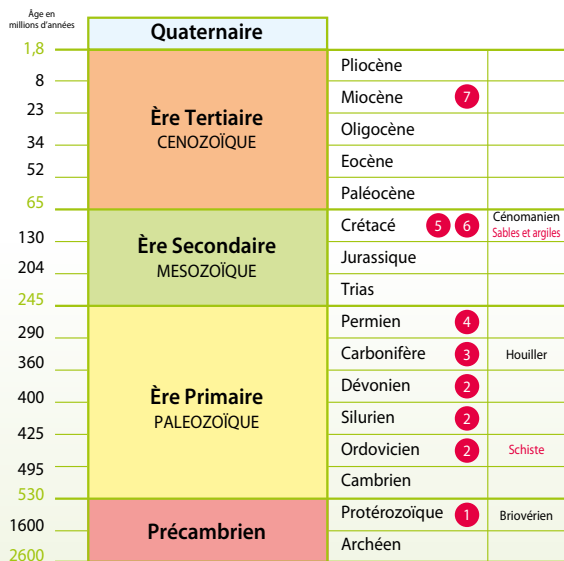 Âge en
millions d'années
Quaternaire
1,8
Pliocène
8
Miocène 7
23
Ère Tertiaire
CENOZOÏQUE
Oligocène
34
Eocène
52
Paléocène
65
Crétacé 5 6 Cénomanien
Sables et argiles
130
Ère Secondaire
MESOZOÏQUE
Jurassique
204
Trias
245
Permien 4
290
Carbonifère 3 Houiller
360
Dévonien 2
Ère Primaire
PALEOZOÏQUE
400
Silurien 2
425
Ordovicien 2 Schiste
495
Cambrien
530
Protérozoïque 1 Briovérien
1600
Précambrien
Archéen
2600